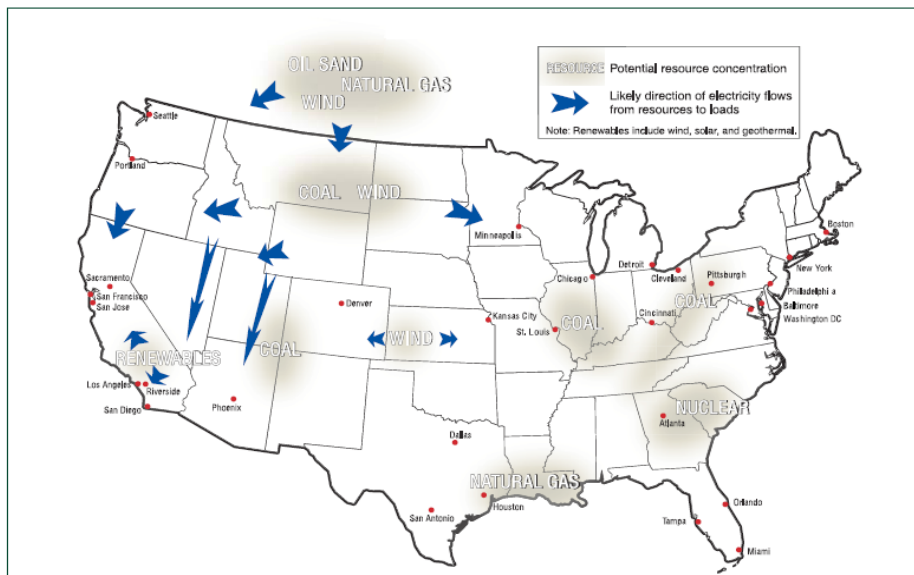 OIL SAND
NATURAL GAS
WIND
RESOURCE Potential resource concentration
Likely direction of electricity flows
from resources to loads
Note: Renewables include wind, solar, and geothermal.
Seattle
Portland
COAL WIND
Minneapolis
Boston
Detroit
New York
Chicago
Cleveland
Pittsburgh
Sacramento
San Francisco
San Jose
Denver
Kansas City
St. Louis
COAL
Cincinnati
COAL
Philadelphi a
Baltimore
Washington DC
WIND
RENEWABLES
COAL
Los Angeles
Riverside
San Diego
Phoenix
NUCLEAR
Atlanta
Dallas
NATURAL GAS
Houston
San Antonio
Orlando
Tampa
Miami